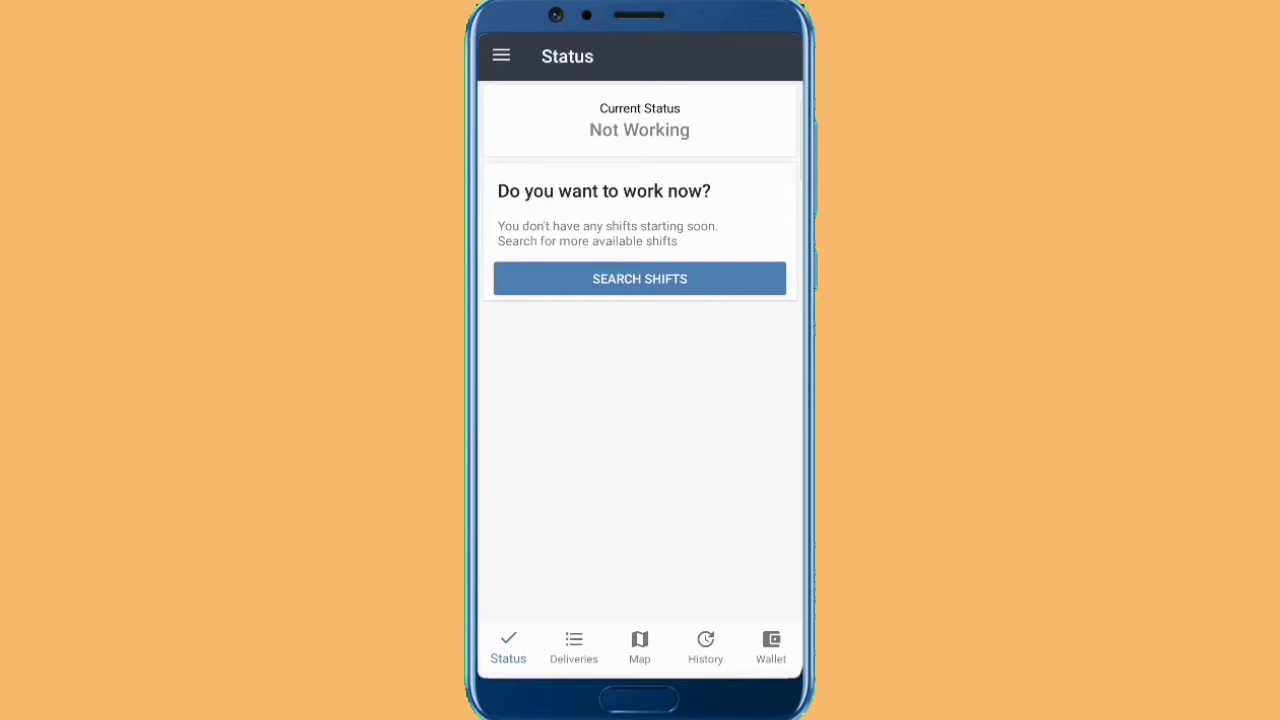 Status
Current Status
Not Working
Do you want to work now?
You don't have any shifts starting soon.
Search for more available shifts
SEARCH SHIFTS
Status
Deliveries
Map
History
Wallet